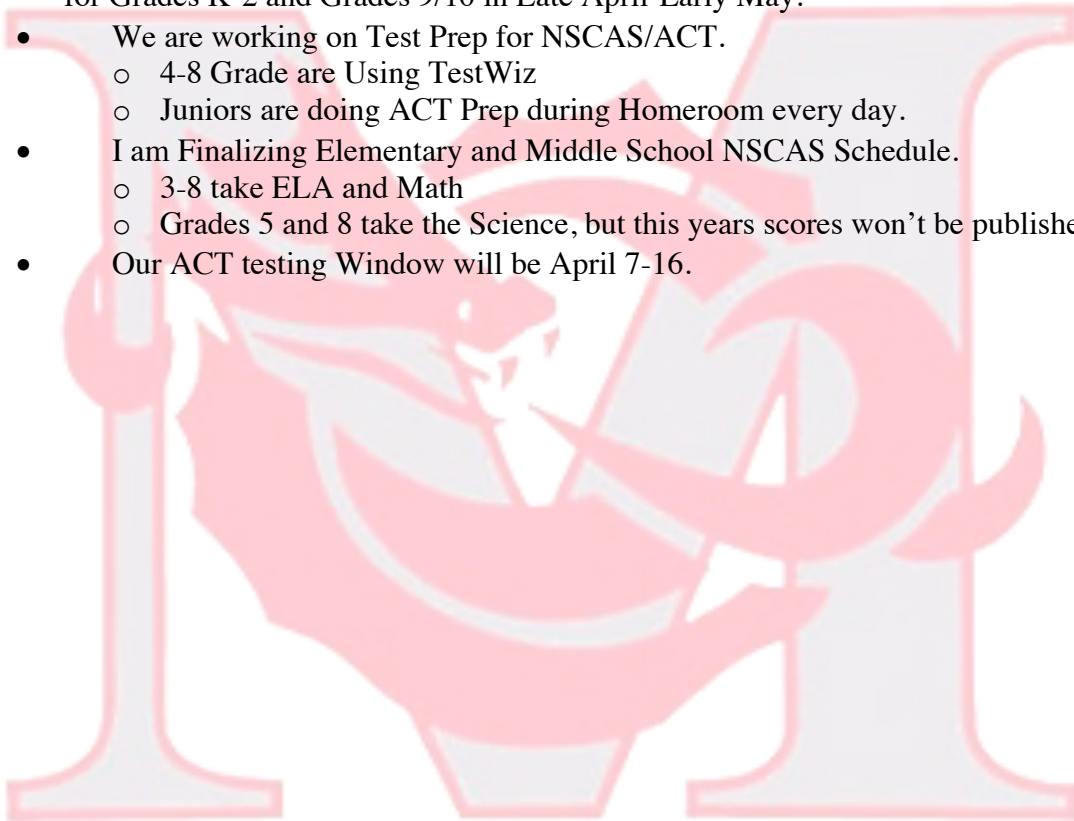 for Grades K-2 and Grades 9/10 in Late April-Early May.
• We are working on Test Prep for NSCAS/ACT.
o 4-8 Grade are Using TestWiz
o Juniors are doing ACT Prep during Homeroom every day.
• I am Finalizing Elementary and Middle School NSCAS Schedule.
o 3-8 take ELA and Math
o Grades 5 and 8 take the Science, but this years scores won’t be publishe
• Our ACT testing Window will be April 7-16.